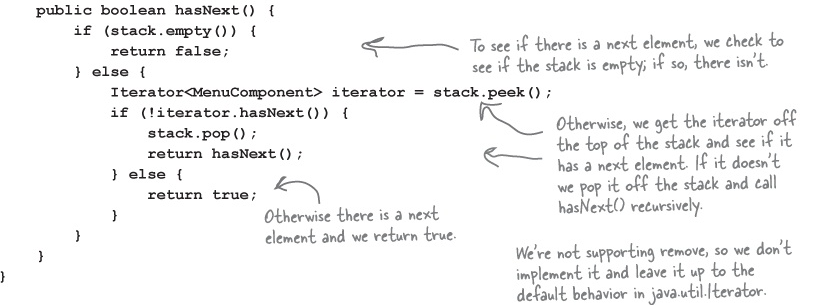 public boolean hasNext() {
if (stack.empty()) {
return false;
} else {
Iterator<MenuComponent> iterator = stack.peek();
if (!iterator.hasNext()) {
stack.pop();
return hasNext();
} else {
return true;
}
}
}
}
To see if there is a next element, we check to
see if the stack is empty; if so, there isn't.
Otherwise, we get the iterator off
the top of the stack and see if it
has a next element. If it doesn't
we pop it off the stack and call
hasNext() recursively.
Otherwise there is a next
element and we return true.
We're not supporting remove, so we don't
implement it and leave it up to the
default behavior in java.util.Iterator.